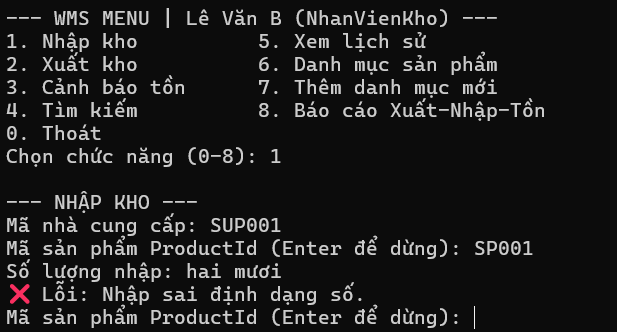 --- WMS MENU | Lê Văn B (NhanVienKho) ---
1. Nhập kho          5. Xem lịch sử
2. Xuất kho          6. Danh mục sản phẩm
3. Cảnh báo tồn      7. Thêm danh mục mới
4. Tìm kiếm          8. Báo cáo Xuất-Nhập-Tồn
0. Thoát
Chọn chức năng (0-8): 1

--- NHẬP KHO ---
Mã nhà cung cấp: SUP001
Mã sản phẩm ProductId (Enter để dừng): SP001
Số lượng nhập: hai mươi
❌ Lỗi: Nhập sai định dạng số.
Mã sản phẩm ProductId (Enter để dừng):